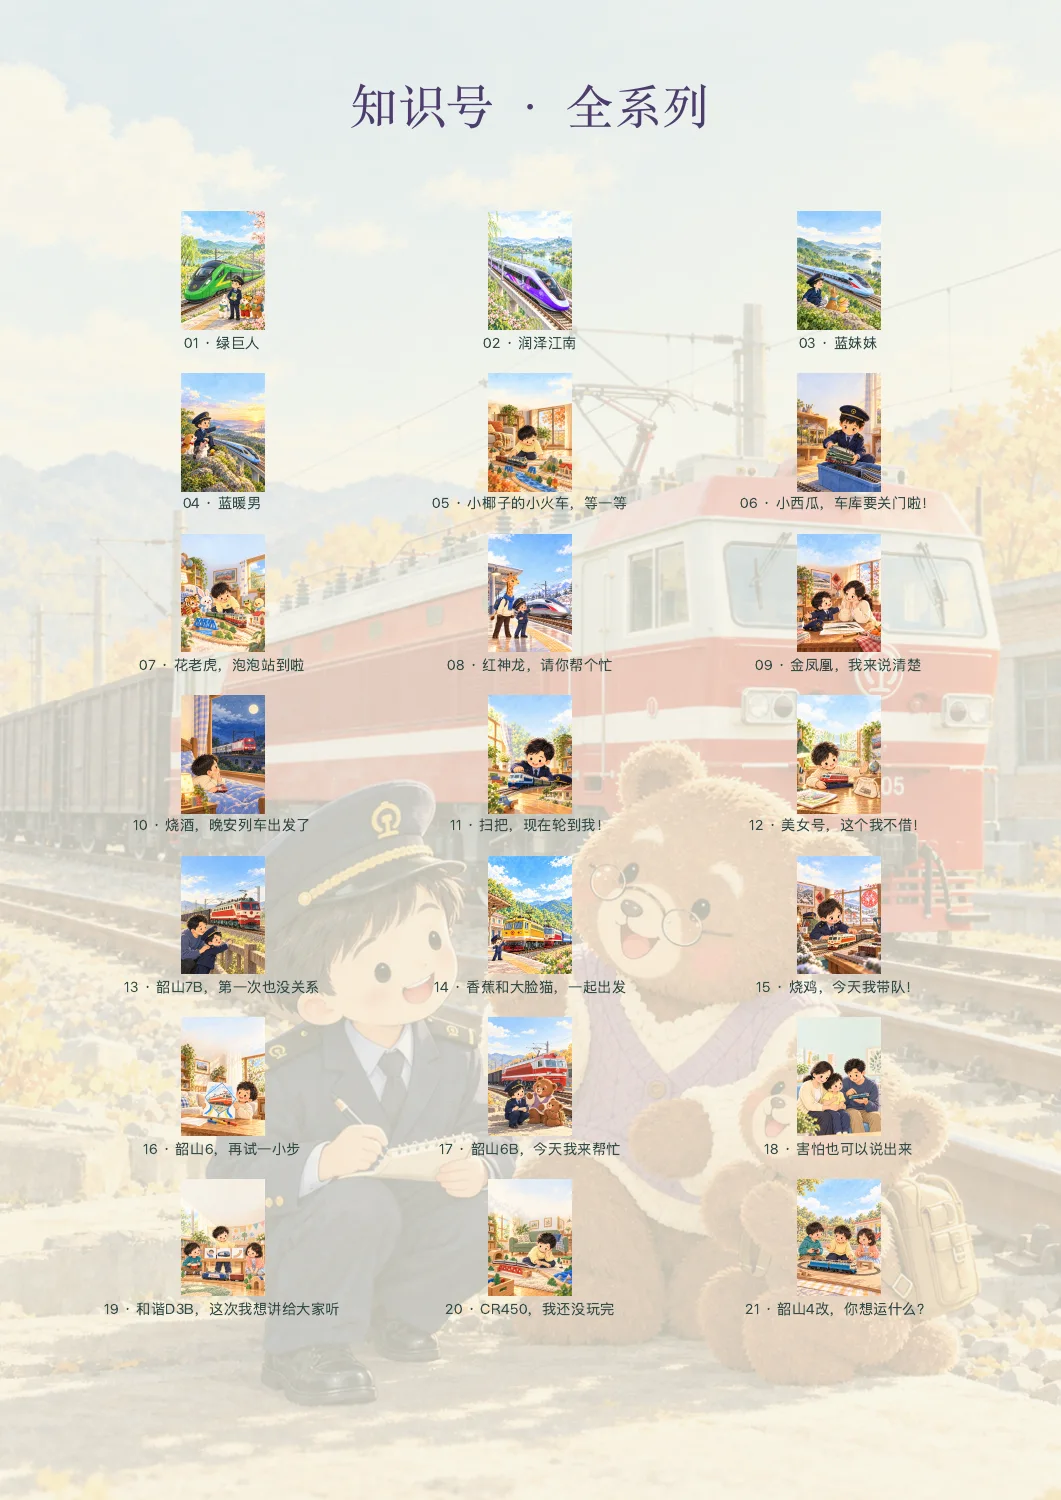 知识号 · 全系列
01 · 绿巨人
02 · 润泽江南
03 · 蓝妹妹
04 · 蓝暖男
05 · 小椰子的小火车，等一等
06 · 小西瓜，车库要关门啦！
07 · 花老虎，泡泡站到啦
08 · 红神龙，请你帮个忙
09 · 金凤凰，我来说清楚
10 · 烧酒，晚安列车出发了
11 · 扫把，现在轮到我！
12 · 美女号，这个我不借！
05
13 · 韶山7B，第一次也没关系
14 · 香蕉和大脸猫，一起出发
15 · 烧鸡，今天我带队！
16 · 韶山6，再试一小步
17 · 韶山6B，今天我来帮忙
18 · 害怕也可以说出来
19 · 和谐D3B，这次我想讲给大家听
20 · CR450，我还没玩完
21 · 韶山4改，你想运什么？